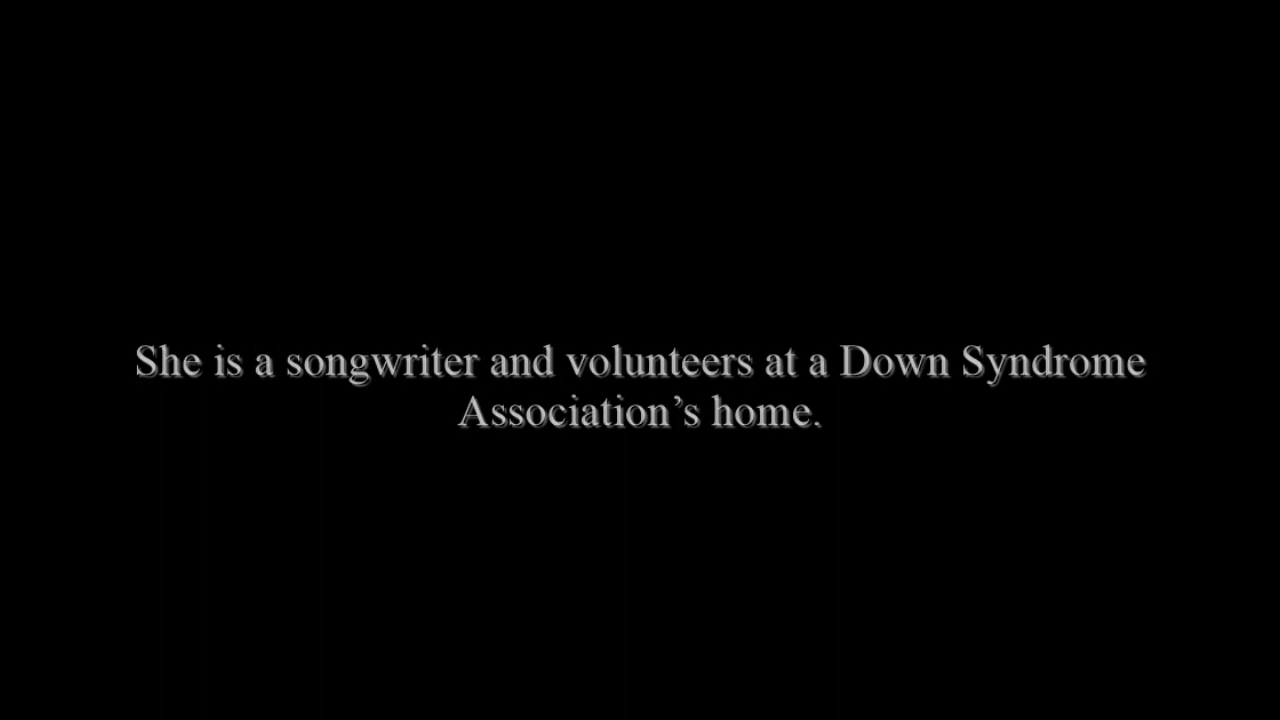 She is a songwriter and volunteers at a Down Syndrome
Association’s home.